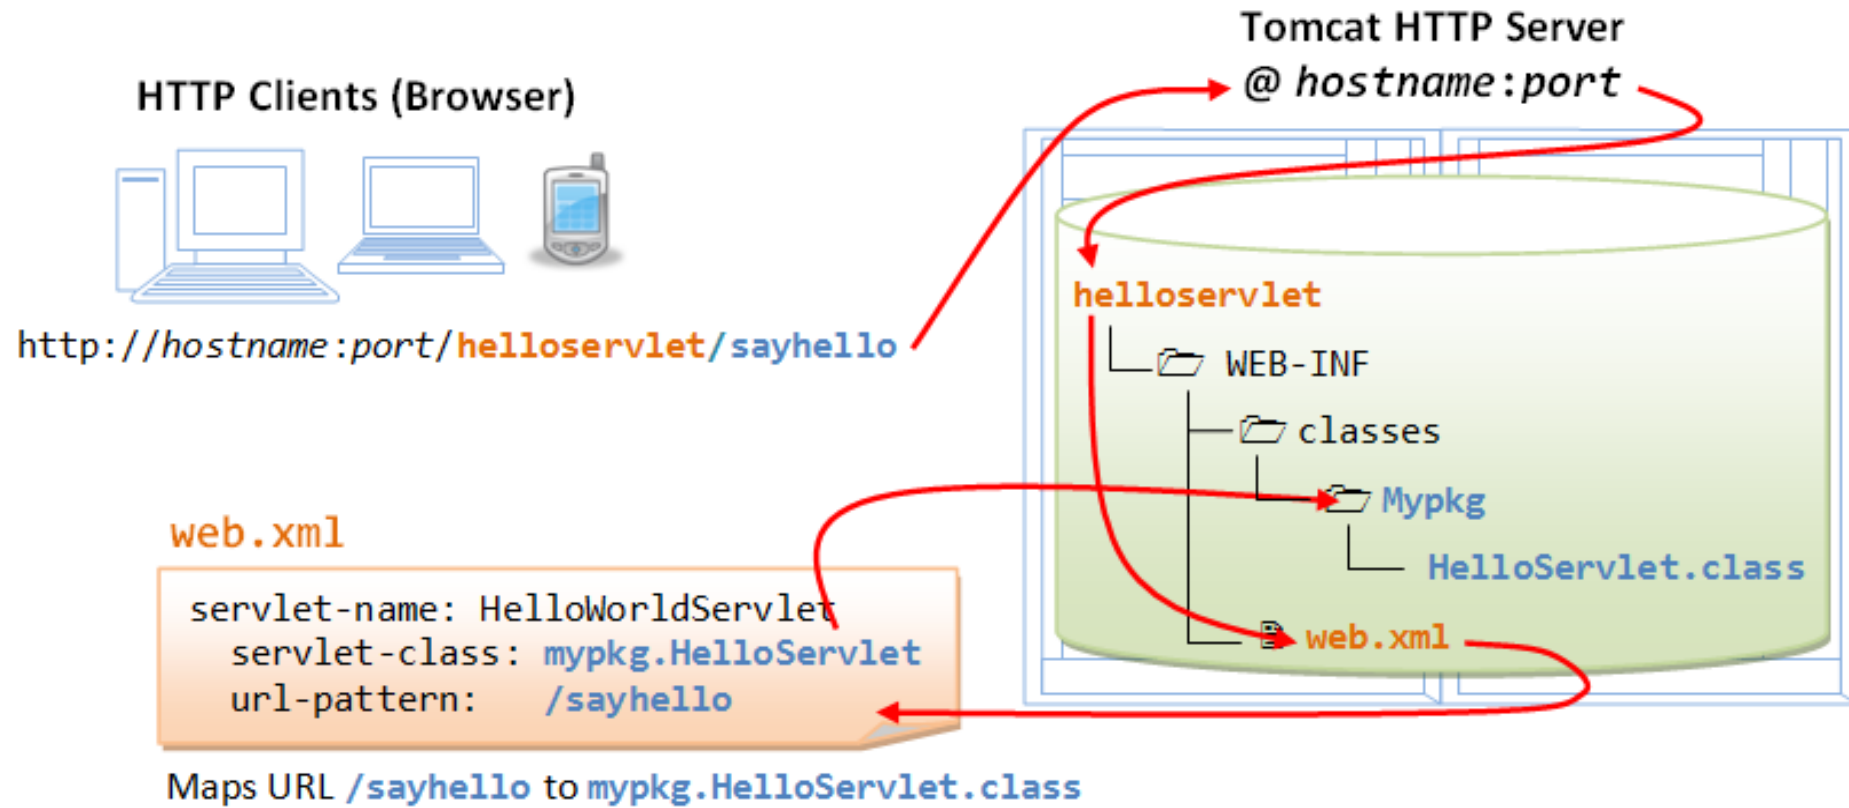 Tomcat HTTP Server
@ hostname:port
HTTP Clients (Browser)
http://hostname:port/helloservlet/sayhello
helloservlet
WEB-INF
classes
Mypkg
HelloServlet.class
web.xml
web.xml
servlet-name: HelloWorldServlet
servlet-class: mypkg.HelloServlet
url-pattern: /sayhello
Maps URL /sayhello to mypkg.HelloServlet.class